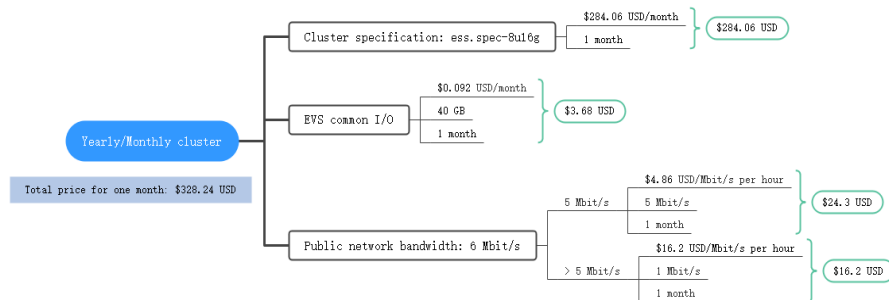 Yearly/Monthly cluster
Total price for one month: $328.24 USD
Cluster specification: ess.spec-8u16g
$284.06 USD/month
1 month
$284.06 USD
EVS common I/O
$0.092 USD/month
40 GB
1 month
$3.68 USD
Public network bandwidth: 6 Mbit/s
5 Mbit/s
$4.86 USD/Mbit/s per hour
5 Mbit/s
1 month
$24.3 USD
> 5 Mbit/s
$16.2 USD/Mbit/s per hour
1 Mbit/s
1 month
$16.2 USD